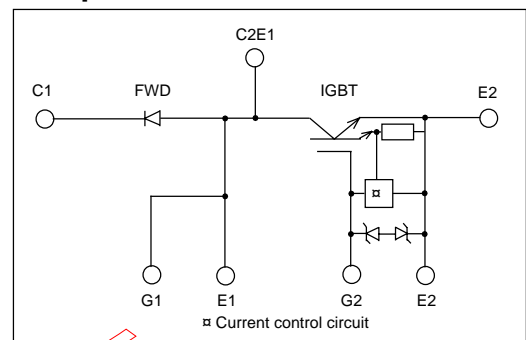 C2E1
C1 FWD IGBT E2
¤
G1 E1 G2 E2
¤ Current control circuit